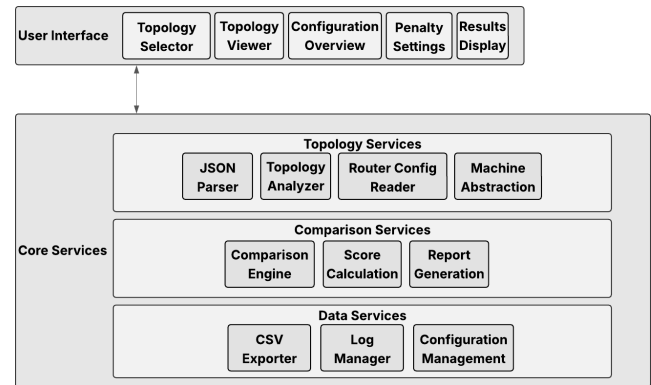 User Interface
Topology
Selector
Topology
Viewer
Configuration
Overview
Penalty
Settings
Results
Display
Core Services
Topology Services
JSON
Parser
Topology
Analyzer
Router Config
Reader
Machine
Abstraction
Comparison Services
Comparison
Engine
Score
Calculation
Report
Generation
Data Services
CSV
Exporter
Log
Manager
Configuration
Management